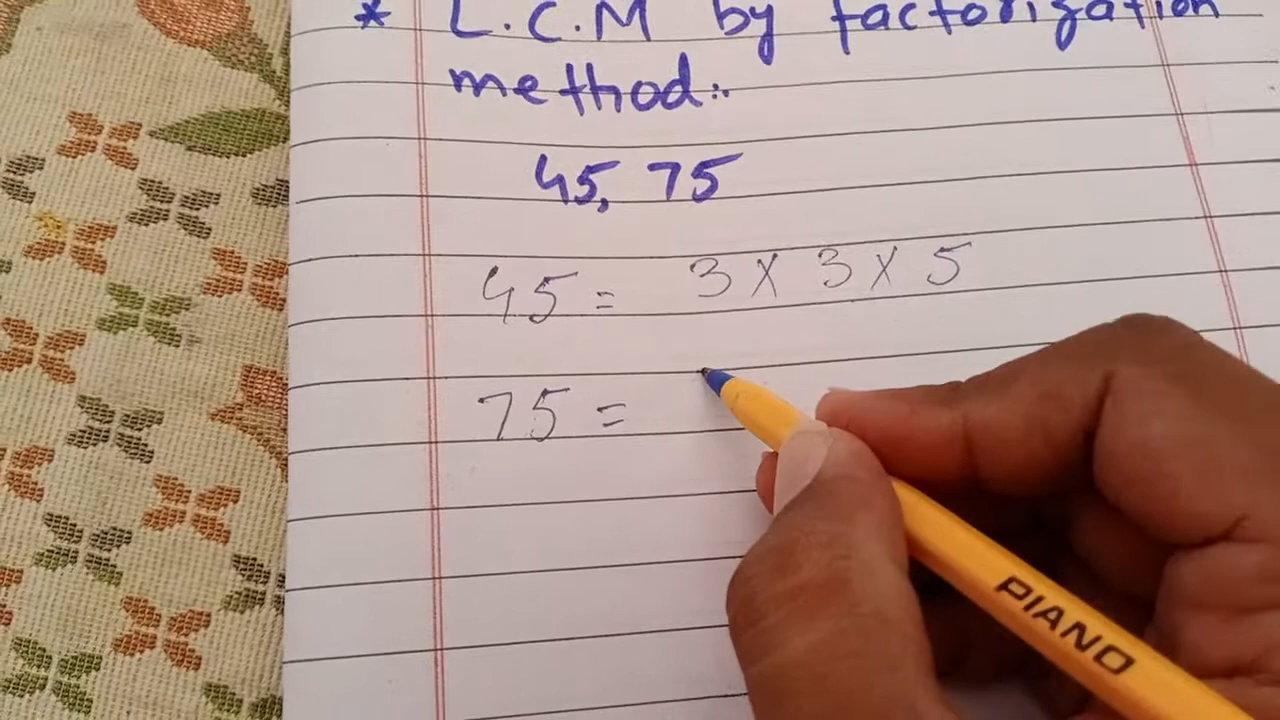 * L.C.M by factorization
method:.
45, 75
45 = 3 X 3 X 5
75 =
PIANO